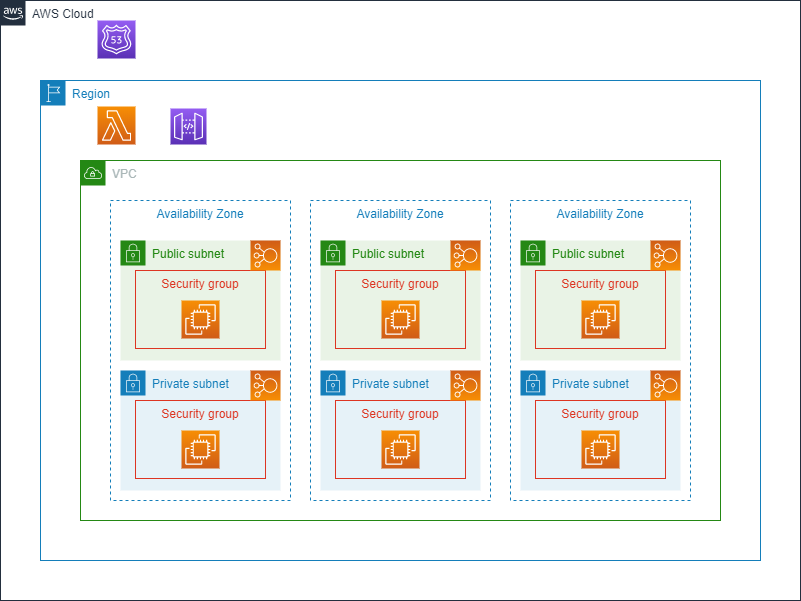 aws
AWS Cloud
53
Region
VPC
Availability Zone
Availability Zone
Availability Zone
Public subnet
Public subnet
Public subnet
Security group
Security group
Security group
Private subnet
Private subnet
Private subnet
Security group
Security group
Security group